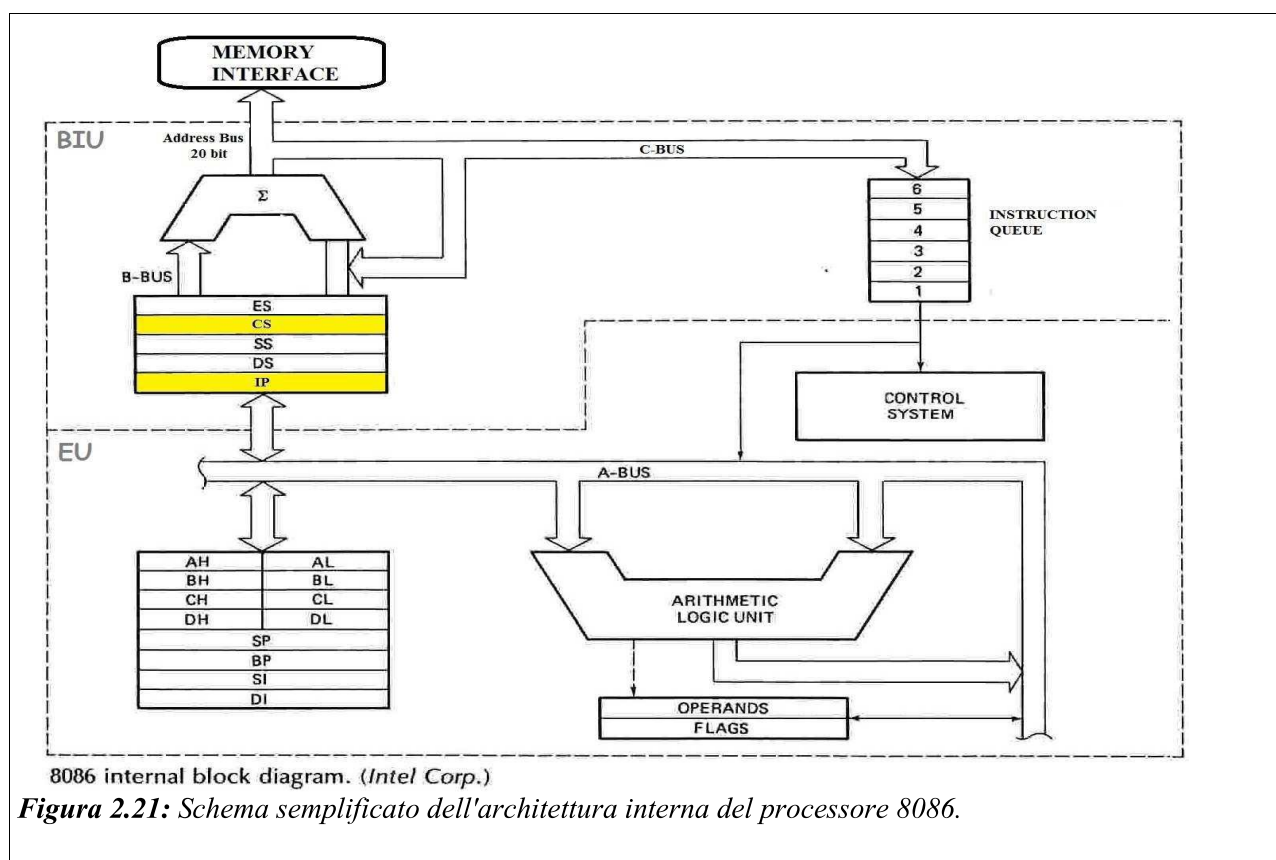 MEMORY
INTERFACE
BIU
Address Bus
20 bit
C-BUS
Σ
6
5
4
3
2
1
INSTRUCTION
QUEUE
B-BUS
ES
CS
SS
DS
IP
CONTROL
SYSTEM
EU
A-BUS
AH AL
BH BL
CH CL
DH DL
SP
BP
SI
DI
ARITHMETIC
LOGIC UNIT
OPERANDS
FLAGS
8086 internal block diagram. (Intel Corp.)
Figura 2.21: Schema semplificato dell'architettura interna del processore 8086.